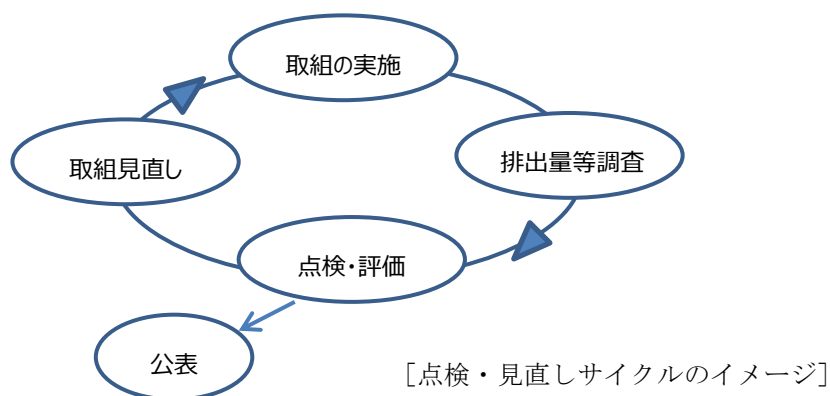 取組の実施
排出量等調査
取組見直し
点検・評価
公表
[点検・見直しサイクルのイメージ]